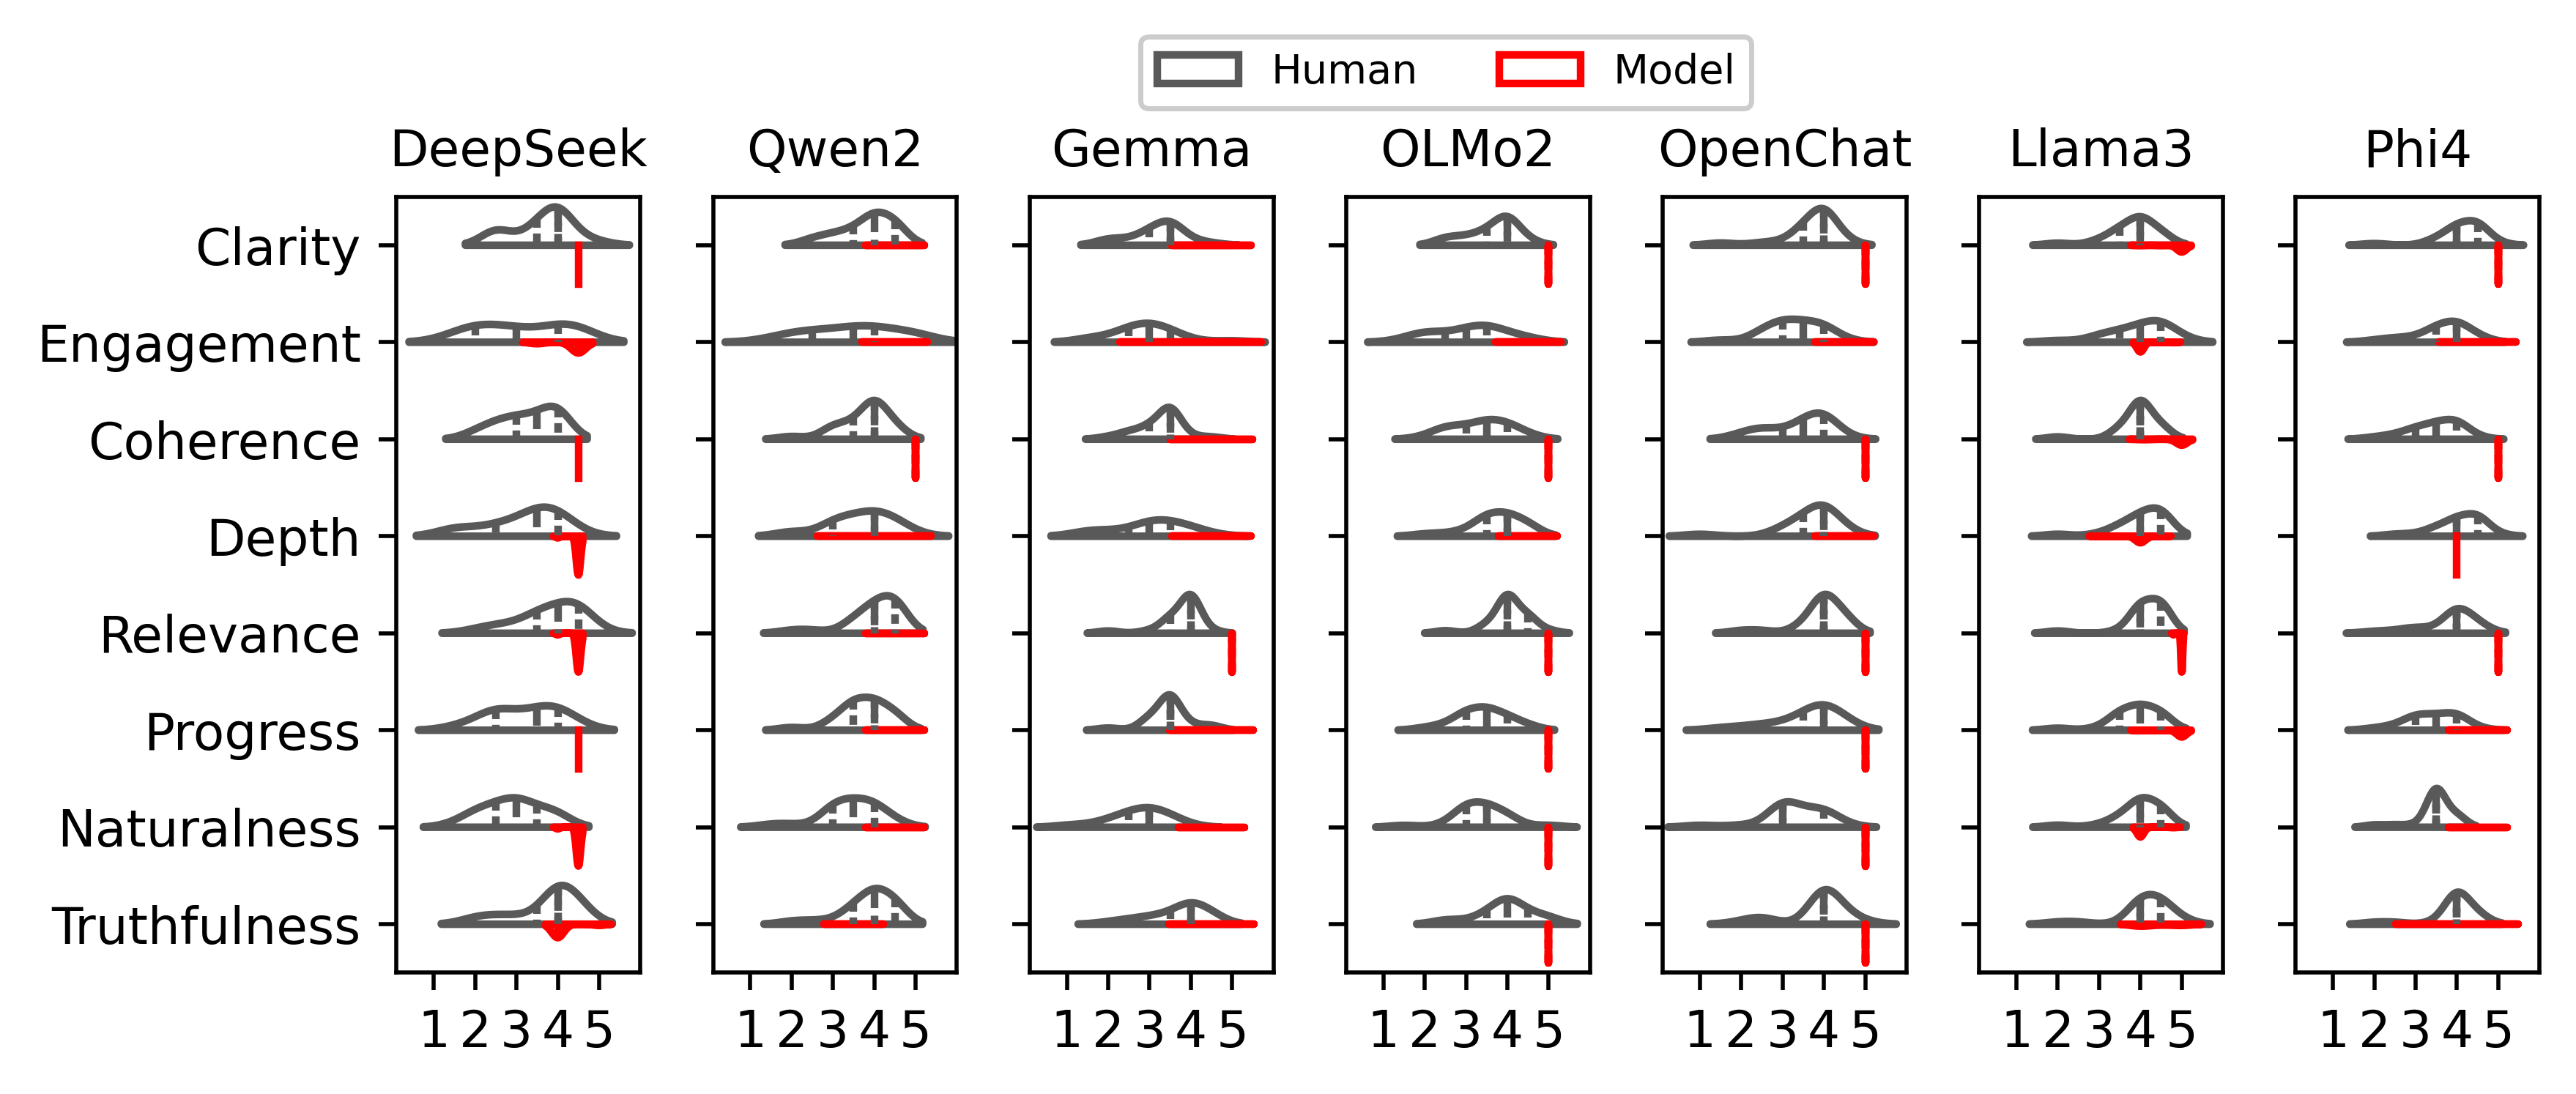 Human Model
DeepSeek Qwen2 Gemma OLMo2 OpenChat Llama3 Phi4
Clarity
Engagement
Coherence
Depth
Relevance
Progress
Naturalness
Truthfulness
1 2 3 4 5 1 2 3 4 5 1 2 3 4 5 1 2 3 4 5 1 2 3 4 5 1 2 3 4 5 1 2 3 4 5